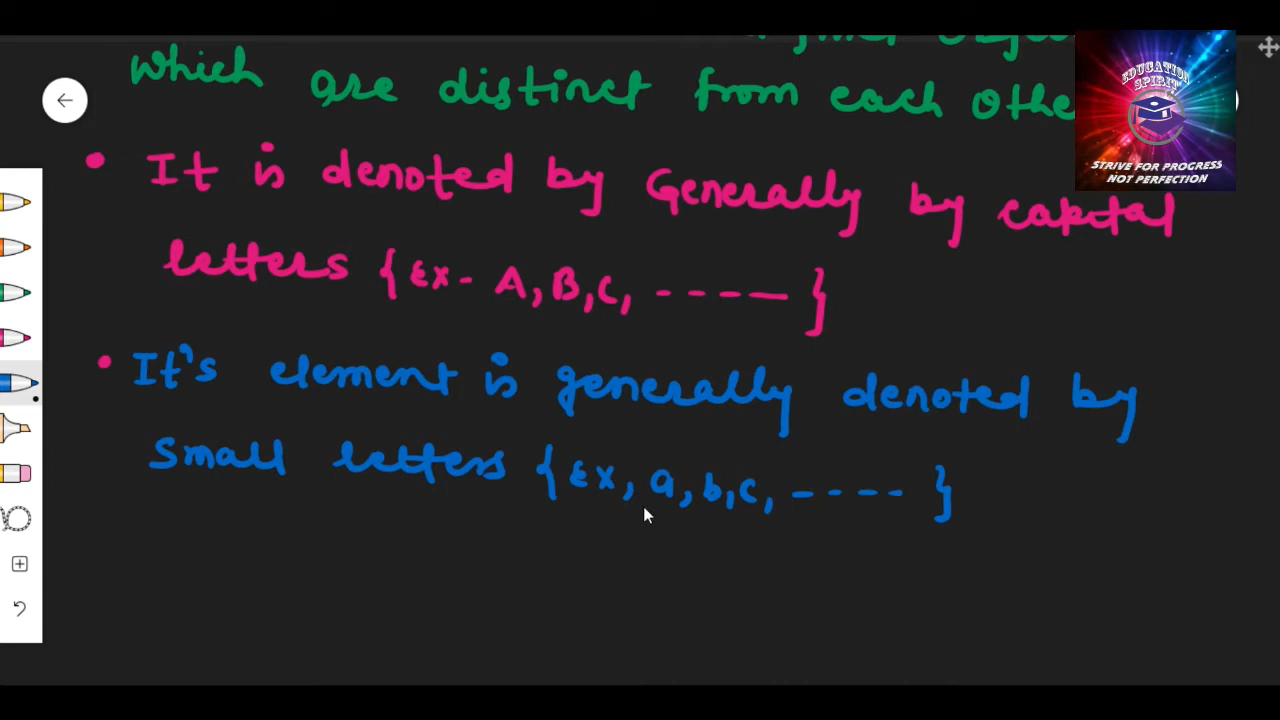 which are distinct from each othe
EDUCATION
SPIRIT
STRIVE FOR PROGRESS
NOT PERFECTION
• It is denoted by Generally by capital
letters {Ex- A, B, C, ------}
• It's element is generally denoted by
small letters {Ex, a, b, c, -----}